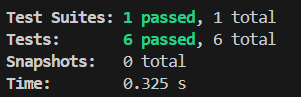 Test Suites: 1 passed, 1 total
Tests:       6 passed, 6 total
Snapshots:   0 total
Time:        0.325 s